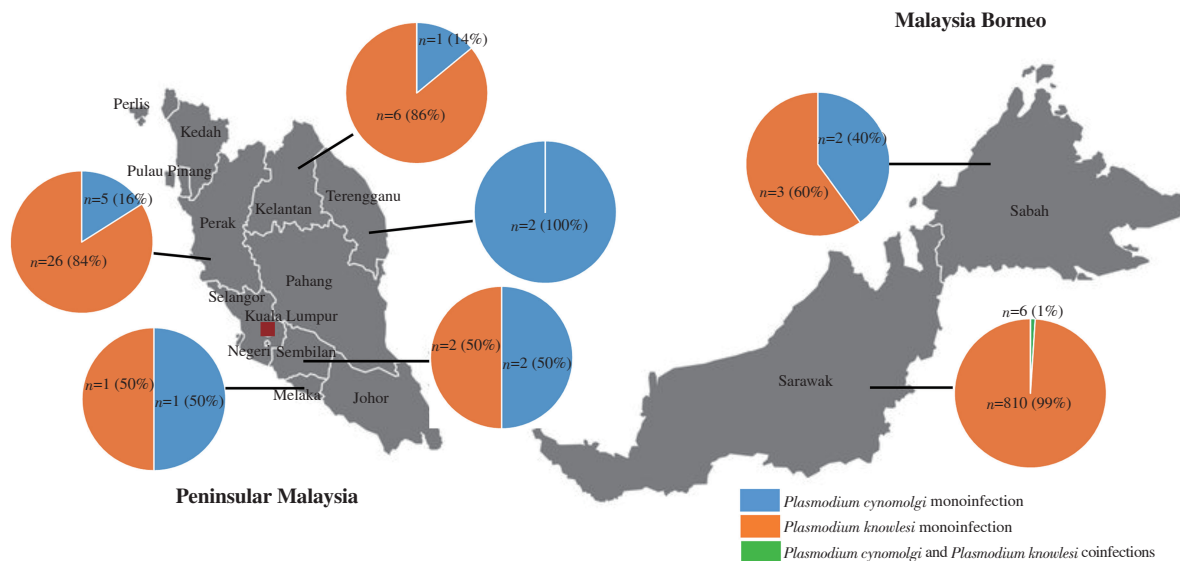 Malaysia Borneo
n=1 (14%)
n=6 (86%)
Perlis
Kedah
Pulau Pinang
Terengganu
Kelantan
Perak
n=5 (16%)
n=26 (84%)
n=2 (100%)
n=2 (40%)
n=3 (60%)
Sabah
Pahang
Selangor
Kuala Lumpur
Negeri Sembilan
n=2 (50%)
n=2 (50%)
n=1 (50%)
n=1 (50%)
Melaka
Johor
n=6 (1%)
Sarawak
n=810 (99%)
Peninsular Malaysia
Plasmodium cynomolgi monoinfection
Plasmodium knowlesi monoinfection
Plasmodium cynomolgi and Plasmodium knowlesi coinfections